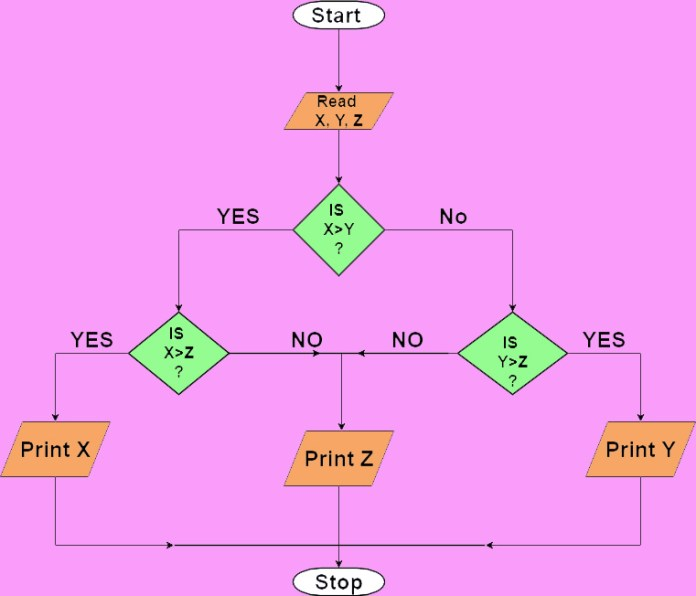 Start
Read
X, Y, Z
IS
X>Y
?
YES
No
IS
X>Z
?
YES
NO
NO
IS
Y>Z
?
YES
Print X
Print Z
Print Y
Stop